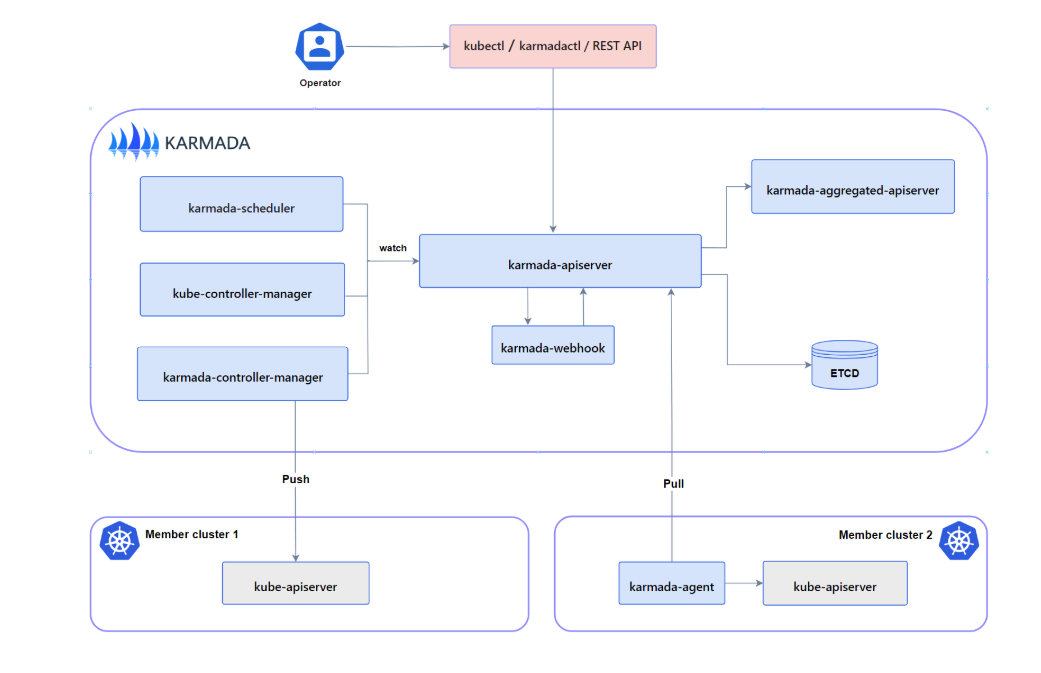 kubectl / karmadactl / REST API
Operator
KARMADA
karmada-scheduler
karmada-aggregated-apiserver
watch
karmada-apiserver
kube-controller-manager
karmada-webhook
karmada-controller-manager
ETCD
Push
Pull
Member cluster 1
Member cluster 2
kube-apiserver
karmada-agent
kube-apiserver